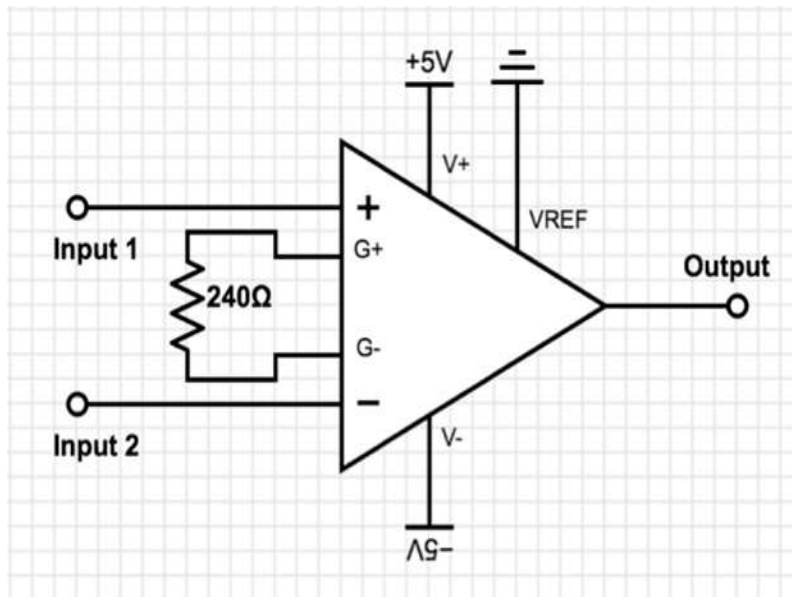 +5V
V+
+
VREF
Input 1
G+
240Ω
Output
G-
−
Input 2
V-
-5V